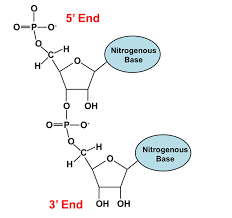 O
5' End
O=P–O-
O
H
C
H
O
Nitrogenous
Base
O
OH
O=P–O-
O
H
C
H
O
Nitrogenous
Base
3' End
OH
OH